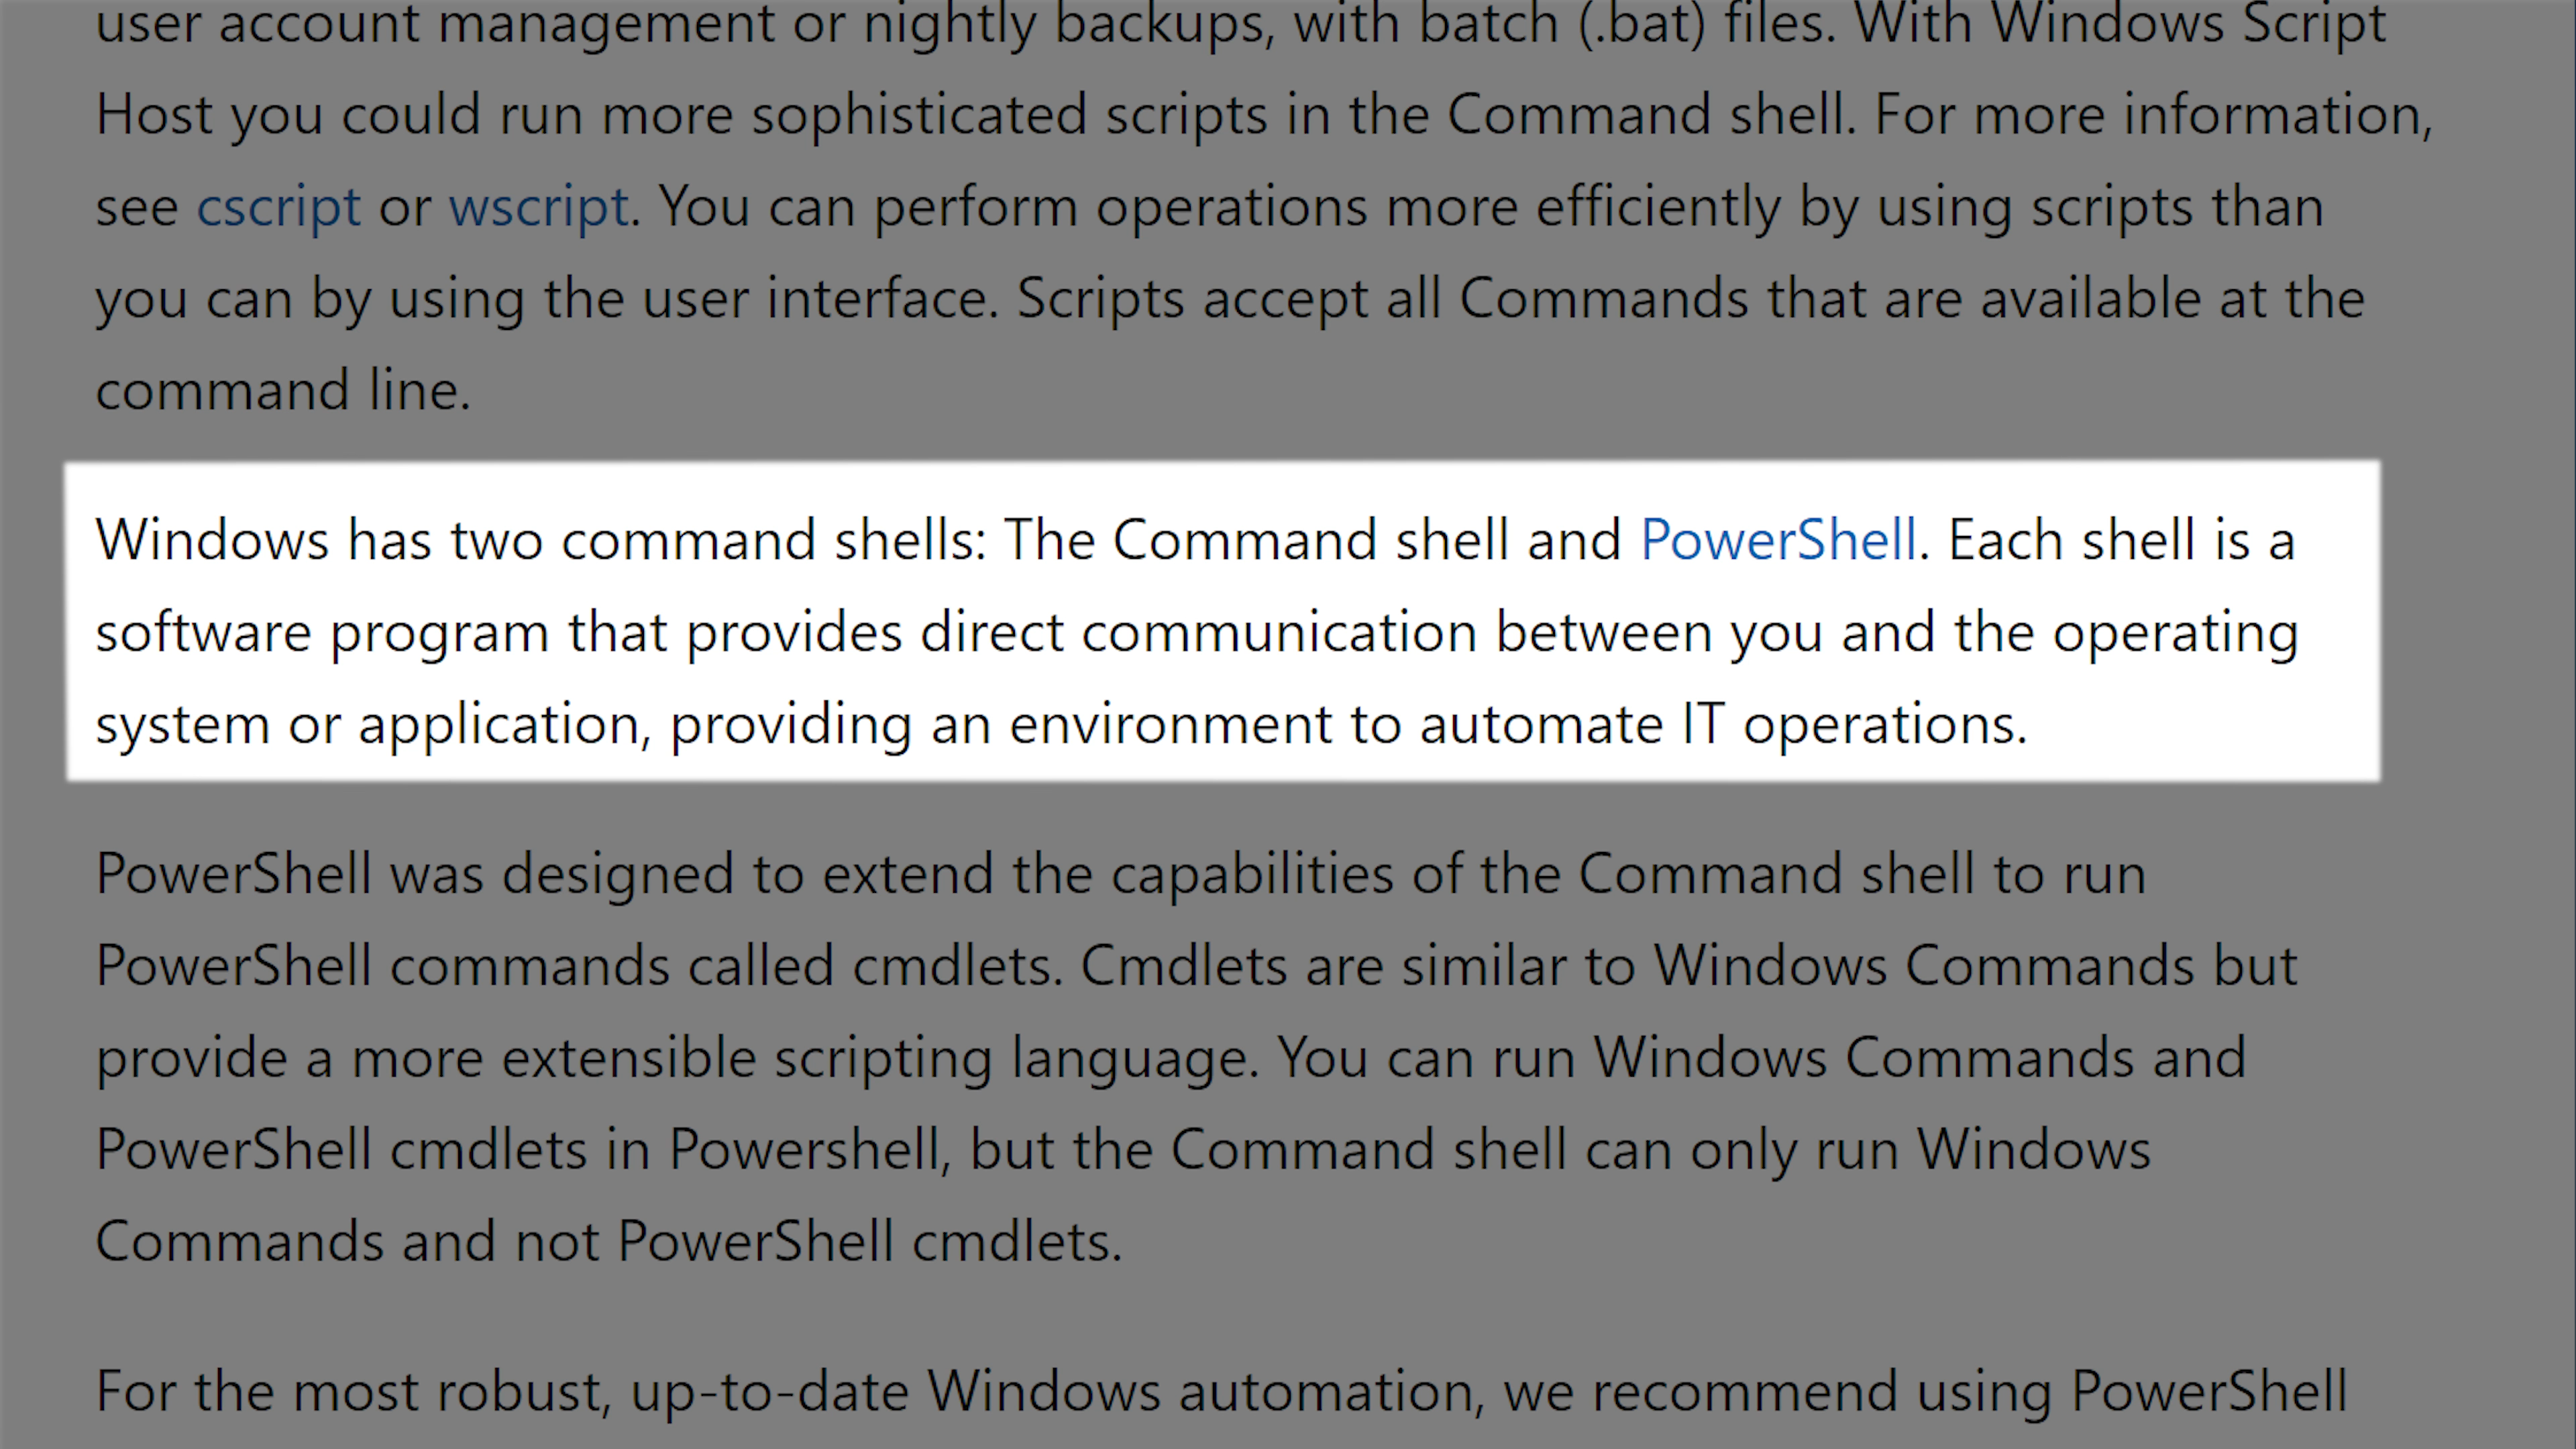 user account management or nightly backups, with batch (.bat) files. With Windows Script
Host you could run more sophisticated scripts in the Command shell. For more information,
see cscript or wscript. You can perform operations more efficiently by using scripts than
you can by using the user interface. Scripts accept all Commands that are available at the
command line.
Windows has two command shells: The Command shell and PowerShell. Each shell is a
software program that provides direct communication between you and the operating
system or application, providing an environment to automate IT operations.
PowerShell was designed to extend the capabilities of the Command shell to run
PowerShell commands called cmdlets. Cmdlets are similar to Windows Commands but
provide a more extensible scripting language. You can run Windows Commands and
PowerShell cmdlets in Powershell, but the Command shell can only run Windows
Commands and not PowerShell cmdlets.
For the most robust, up-to-date Windows automation, we recommend using PowerShell